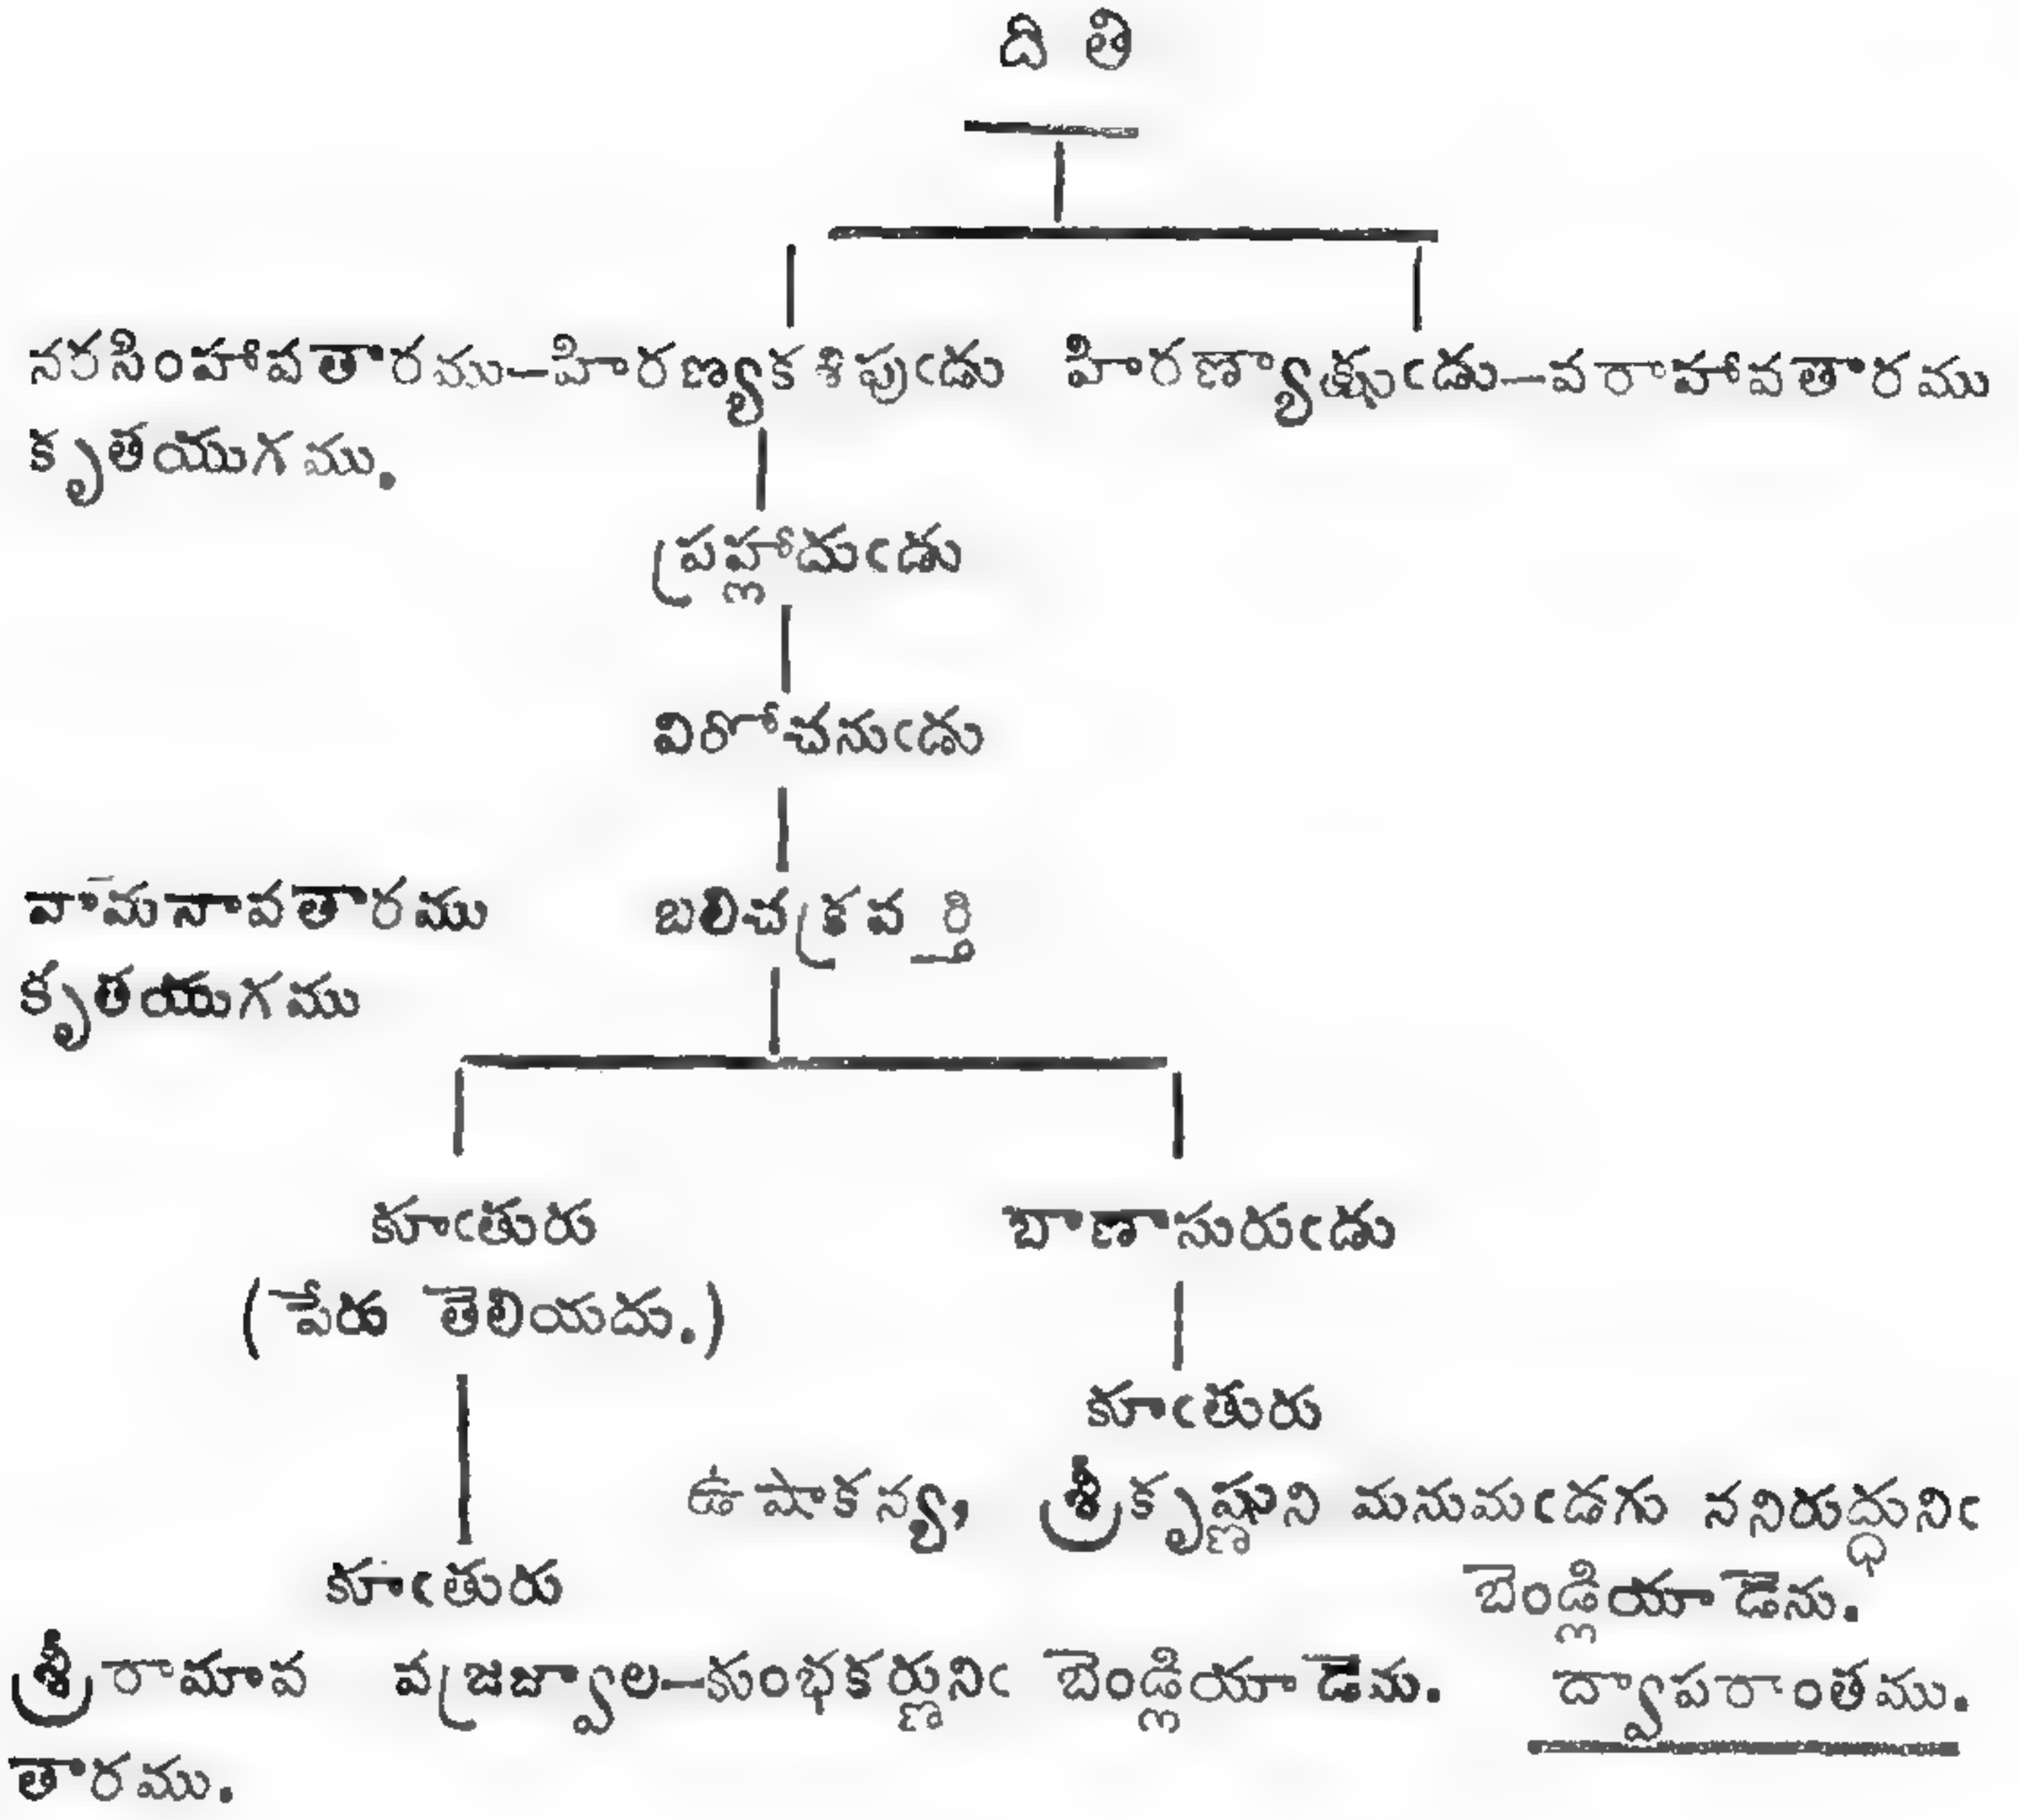 ది తి
నరసింహావతారము–హిరణ్యకశిపుఁడు హిరణ్యాక్షుఁడు–వరాహావతారము
కృతయుగము.
ప్రహ్లాదుఁడు
విరోచనుఁడు
వామనావతారము బలిచక్రవర్తి
కృతయుగము
కూఁతురు బాణాసురుఁడు
(పేరు తెలియదు.)
కూఁతురు
ఉషాకన్య, శ్రీకృష్ణుని మనుమఁడగు ననిరుద్ధునిఁ
కూఁతురు బెండ్లియాడెను.
శ్రీరామావ వజ్రజ్వాల–కుంభకర్ణునిఁ బెండ్లియాడెను. ద్వాపరాంతము.
తారము.